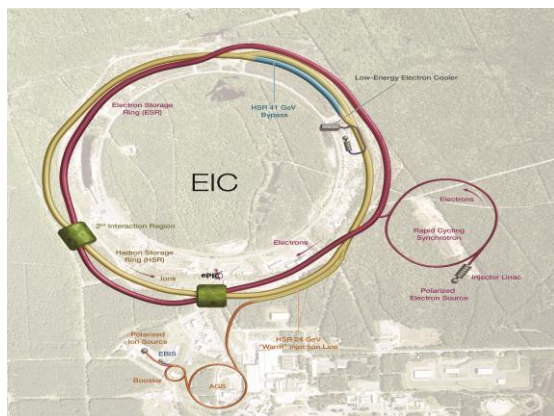 Low-Energy Electron Cooler
Electron Storage
Ring (ESR)
HSR 41 GeV
Bypass
EIC
Electrons
Rapid Cycling
Synchrotron
2nd Interaction Region
Electrons
Hadron Storage
Ring (HSR)
Ions
ePIC
Injector Linac
Polarized
Electron Source
Polarized
Ion Source
EBIS
HSR 24 GeV
"Warm" Injection Line
Booster
AGS